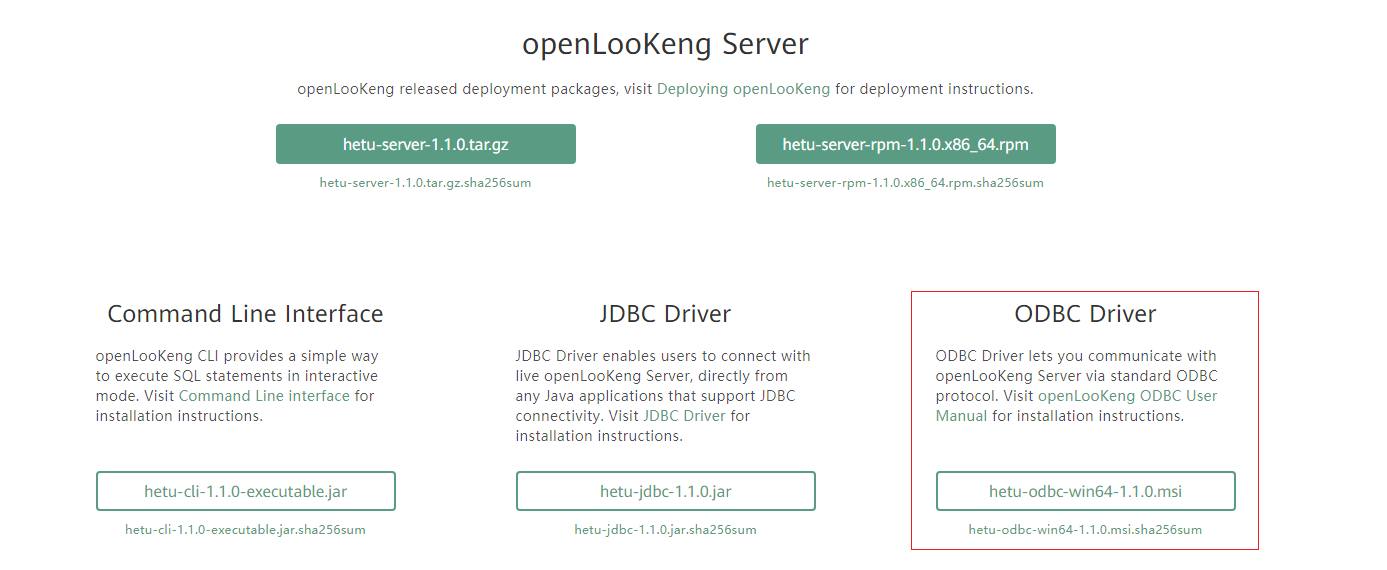 openLooKeng Server
openLooKeng released deployment packages, visit Deploying openLooKeng for deployment instructions.
hetu-server-1.1.0.tar.gz
hetu-server-rpm-1.1.0.x86_64.rpm
hetu-server-1.1.0.tar.gz.sha256sum
hetu-server-rpm-1.1.0.x86_64.rpm.sha256sum
Command Line Interface
openLooKeng CLI provides a simple way
to execute SQL statements in interactive
mode. Visit Command Line interface for
installation instructions.
hetu-cli-1.1.0-executable.jar
hetu-cli-1.1.0-executable.jar.sha256sum
JDBC Driver
JDBC Driver enables users to connect with
live openLooKeng Server, directly from
any Java applications that support JDBC
connectivity. Visit JDBC Driver for
installation instructions.
hetu-jdbc-1.1.0.jar
hetu-jdbc-1.1.0.jar.sha256sum
ODBC Driver
ODBC Driver lets you communicate with
openLooKeng Server via standard ODBC
protocol. Visit openLooKeng ODBC User
Manual for installation instructions.
hetu-odbc-win64-1.1.0.msi
hetu-odbc-win64-1.1.0.msi.sha256sum